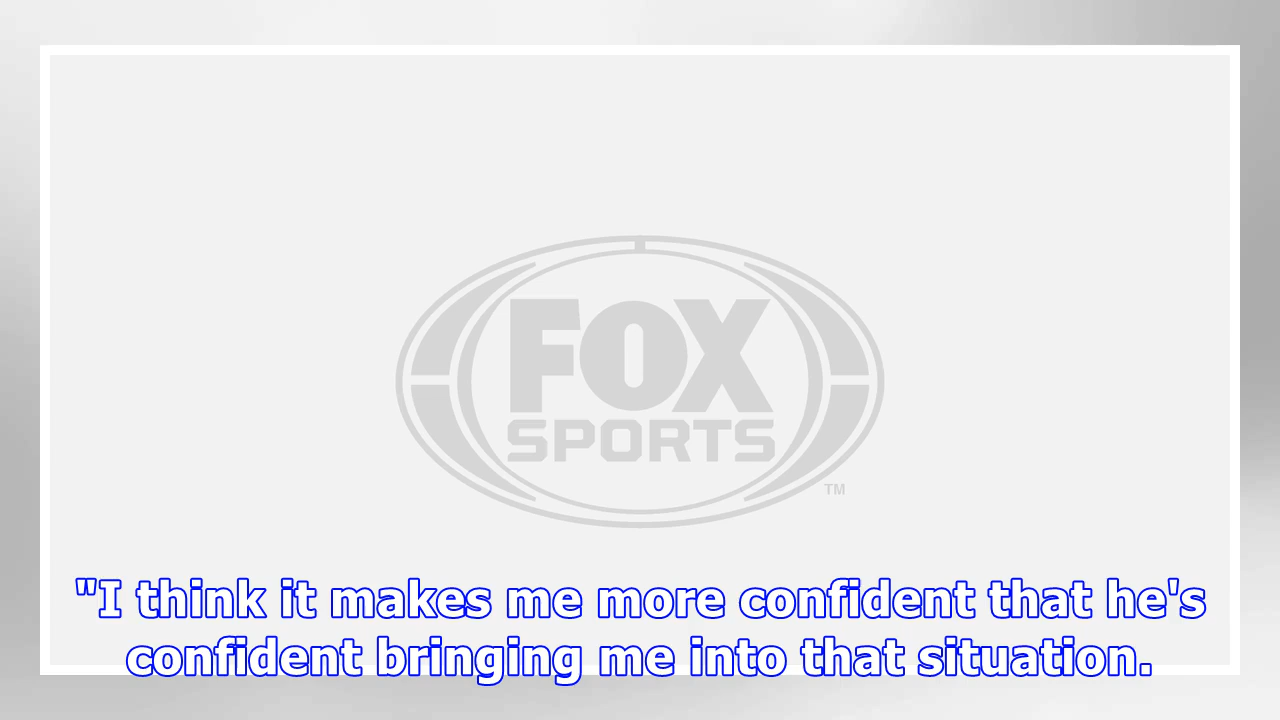 FOX
SPORTS
TM
"I think it makes me more confident that he's
confident bringing me into that situation.